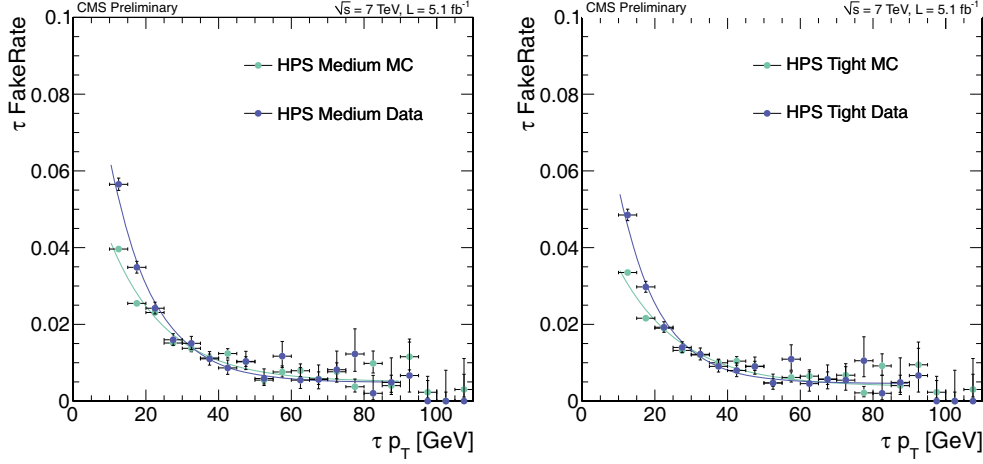 CMS Preliminary
√s = 7 TeV, L = 5.1 fb⁻¹
τ FakeRate
0.1
0.08
0.06
0.04
0.02
0
HPS Medium MC
HPS Medium Data
0 20 40 60 80 100
τ p_T [GeV]
CMS Preliminary
√s = 7 TeV, L = 5.1 fb⁻¹
τ FakeRate
0.1
0.08
0.06
0.04
0.02
0
HPS Tight MC
HPS Tight Data
0 20 40 60 80 100
τ p_T [GeV]